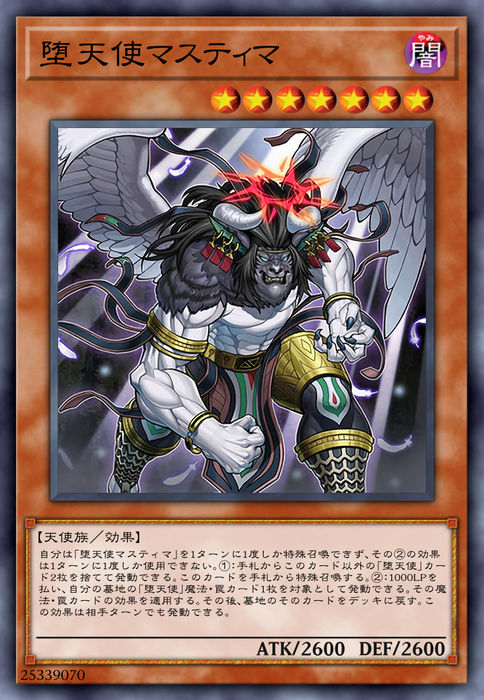 堕天使マスティマ
やみ
闇
【天使族／効果】
自分は「堕天使マスティマ」を1ターンに1度しか特殊召喚できず、その②の効果
は1ターンに1度しか使用できない。①：手札からこのカード以外の「堕天使」カー
ド2枚を捨てて発動できる。このカードを手札から特殊召喚する。②：1000LPを
払い、自分の墓地の「堕天使」魔法・罠カード1枚を対象として発動できる。その魔
法・罠カードの効果を適用する。その後、墓地のそのカードをデッキに戻す。こ
の効果は相手ターンでも発動できる。
ATK/2600 DEF/2600
25339070